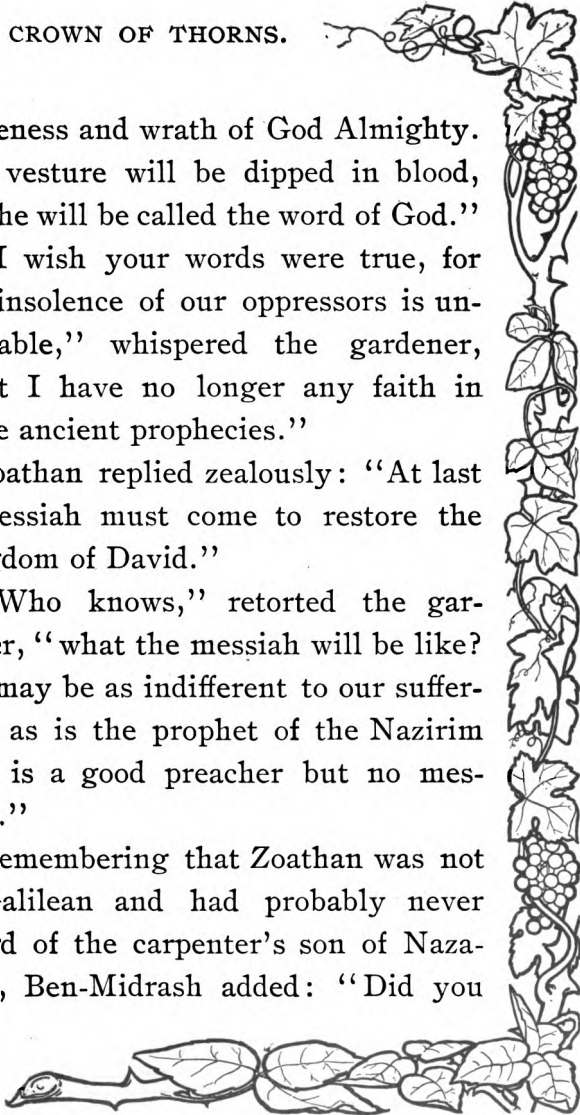 CROWN OF THORNS.
eness and wrath of God Almighty.
vesture will be dipped in blood,
he will be called the word of God."
I wish your words were true, for
insolence of our oppressors is un-
able," whispered the gardener,
t I have no longer any faith in
e ancient prophecies."
oathan replied zealously: "At last
essiah must come to restore the
gdom of David."
Who knows," retorted the gar-
er, "what the messiah will be like?
may be as indifferent to our suffer-
as is the prophet of the Nazirim
is a good preacher but no mes-
."
emembering that Zoathan was not
alilean and had probably never
rd of the carpenter's son of Naza-
, Ben-Midrash added: "Did you